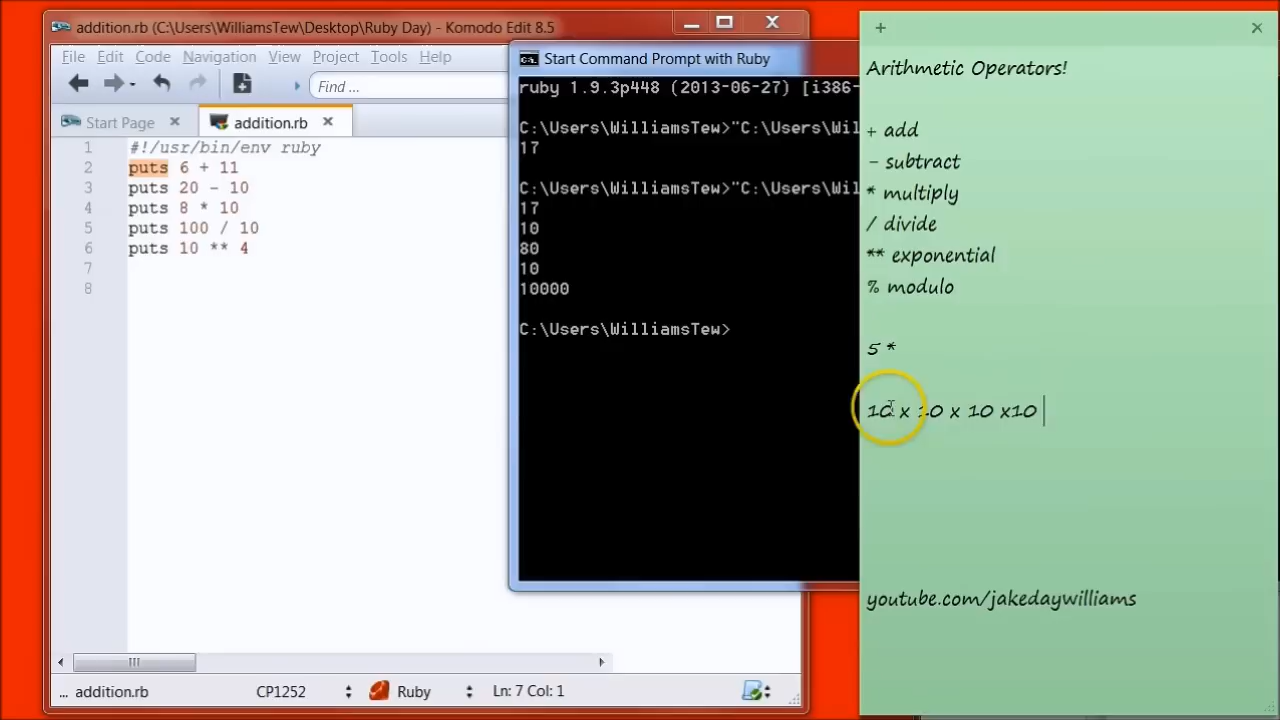 addition.rb (C:\Users\WilliamsTew\Desktop\Ruby Day) - Komodo Edit 8.5
File Edit Code Navigation View Project Tools Help
Find ...
Start Page addition.rb
1 #!/usr/bin/env ruby
2 puts 6 + 11
3 puts 20 - 10
4 puts 8 * 10
5 puts 100 / 10
6 puts 10 ** 4
7
8
... addition.rb CP1252 Ruby Ln: 7 Col: 1
Start Command Prompt with Ruby
ruby 1.9.3p448 (2013-06-27) [i386-
C:\Users\WilliamsTew>"C:\Users\Wil
17
C:\Users\WilliamsTew>"C:\Users\Wil
17
10
80
10
10000
C:\Users\WilliamsTew>
Arithmetic Operators!
+ add
- subtract
* multiply
/ divide
** exponential
% modulo
5 *
10 x 10 x 10 x10
youtube.com/jakedaywilliams